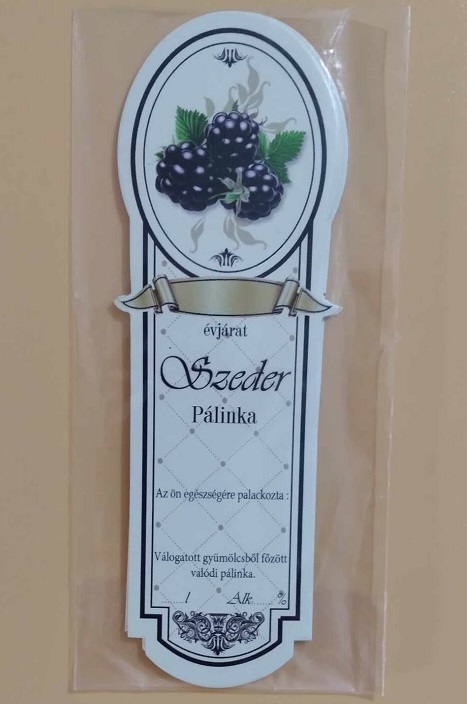 évjárat
Szeder
Pálinka
Az ön egészségére palackozta :
Válogatott gyümölcsből főzött
valódi pálinka.
........l Alk......%